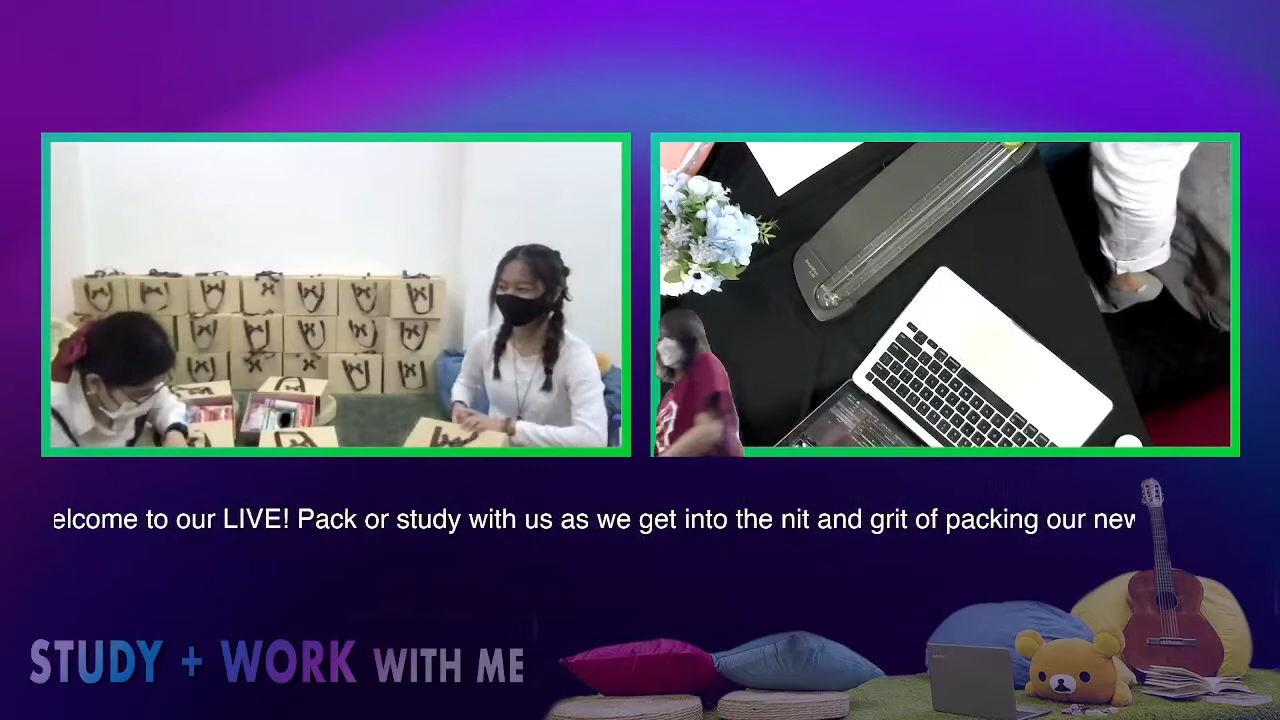 elcome to our LIVE! Pack or study with us as we get into the nit and grit of packing our new
STUDY + WORK WITH ME